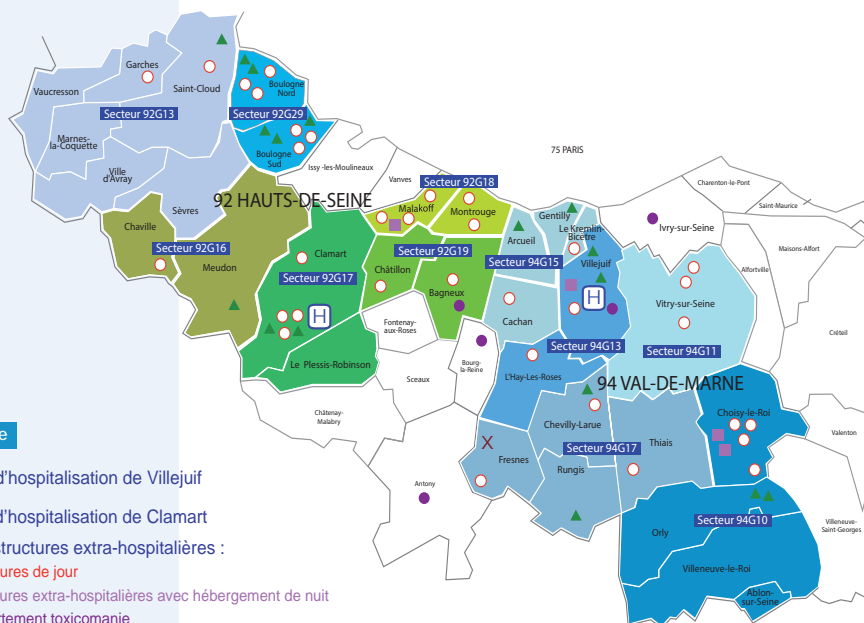 Garches
Saint-Cloud
Vaucresson
Boulogne
Nord
Secteur 92G13
Secteur 92G29
Marnes-
la-Coquette
Boulogne
Sud
Ville
d'Avray
Issy -les-Moulineaux
75 PARIS
Vanves
Secteur 92G18
Charenton-le-Pont
Saint-Maurice
92 HAUTS-DE-SEINE
Sèvres
Malakoff
Montrouge
Gentilly
Le Kremlin-
Bicetre
Ivry-sur-Seine
Chaville
Arcueil
Maisons-Alfort
Secteur 92G16
Clamart
Secteur 92G19
Secteur 94G15
Villejuif
Alfortville
Meudon
Secteur 92G17
Châtillon
Bagneux
H
Vitry-sur-Seine
H
Cachan
Fontenay-
aux-Roses
Créteil
Secteur 94G13
Secteur 94G11
Le Plessis-Robinson
Bourg-
la-Reine
Sceaux
L'Hay-Les-Roses
94 VAL-DE-MARNE
Châtenay-
Malabry
Chevilly-Larue
Choisy-le-Roi
Valenton
e
X
Secteur 94G17
Thiais
Fresnes
Rungis
d'hospitalisation de Villejuif
Antony
d'hospitalisation de Clamart
Secteur 94G10
Villeneuve-
Saint-Georges
Orly
structures extra-hospitalières :
ures de jour
Villeneuve-le-Roi
ures extra-hospitalières avec hébergement de nuit
Ablon-
sur-Seine
rtement toxicomanie